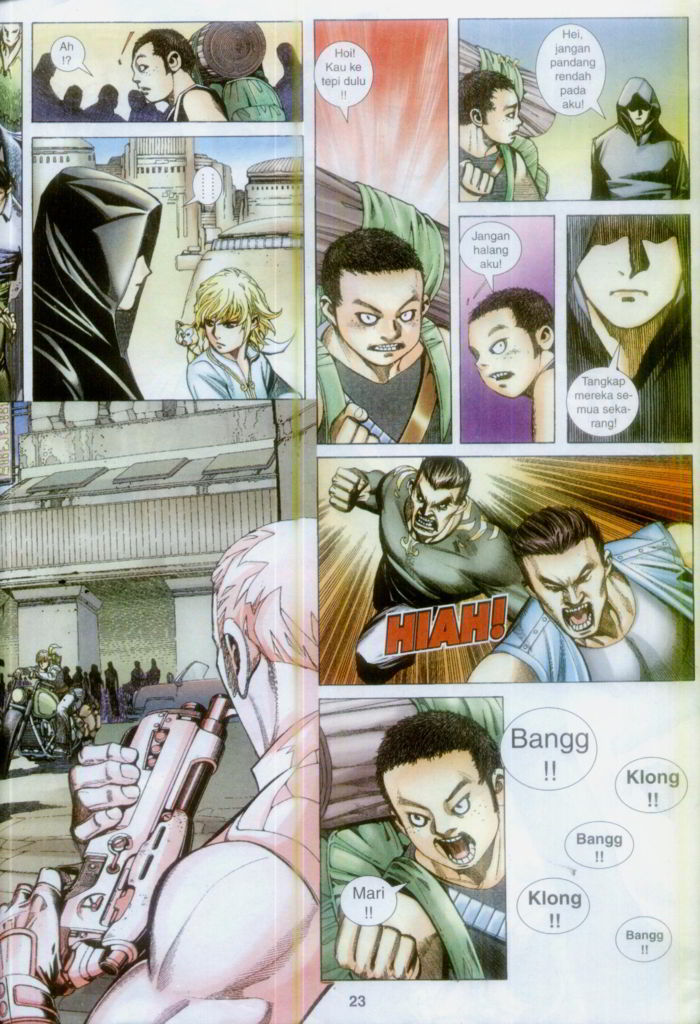 Ah
!?
Hoi!
Kau ke
tepi dulu
!!
Hei,
jangan
pandang
rendah
pada
aku!
Jangan
halang
aku!
Tangkap
mereka se-
mua seka-
rang!
HIAH!
Mari
!!
Bangg
!!
Klong
!!
Bangg
!!
Klong
!!
Bangg
!!
23